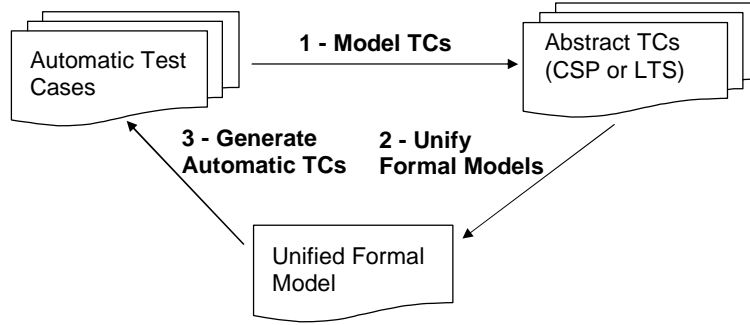 Automatic Test
Cases
1 - Model TCs
Abstract TCs
(CSP or LTS)
3 - Generate
Automatic TCs
2 - Unify
Formal Models
Unified Formal
Model